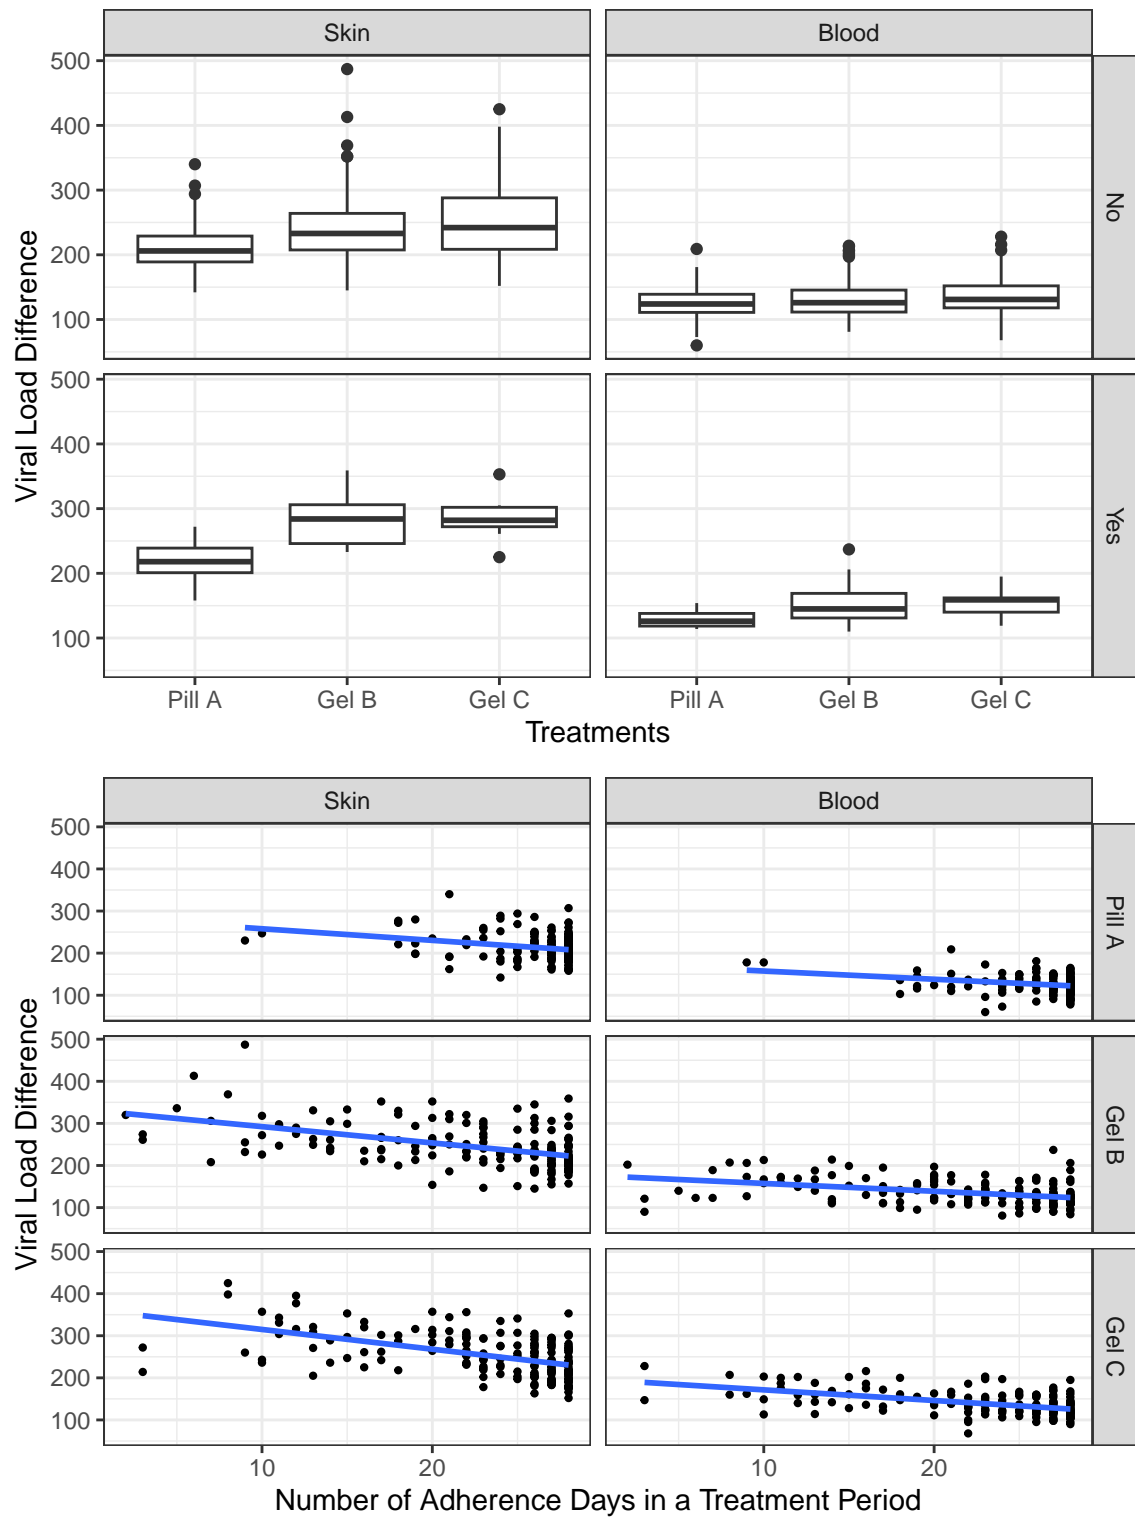 Skin Blood
500
400
300
200
100
No
500
400
300
200
100
Yes
Viral Load Difference
Pill A Gel B Gel C Pill A Gel B Gel C
Treatments
Skin Blood
500
400
300
200
100
Pill A
500
400
300
200
100
Gel B
500
400
300
200
100
Gel C
Viral Load Difference
10 20 10 20
Number of Adherence Days in a Treatment Period